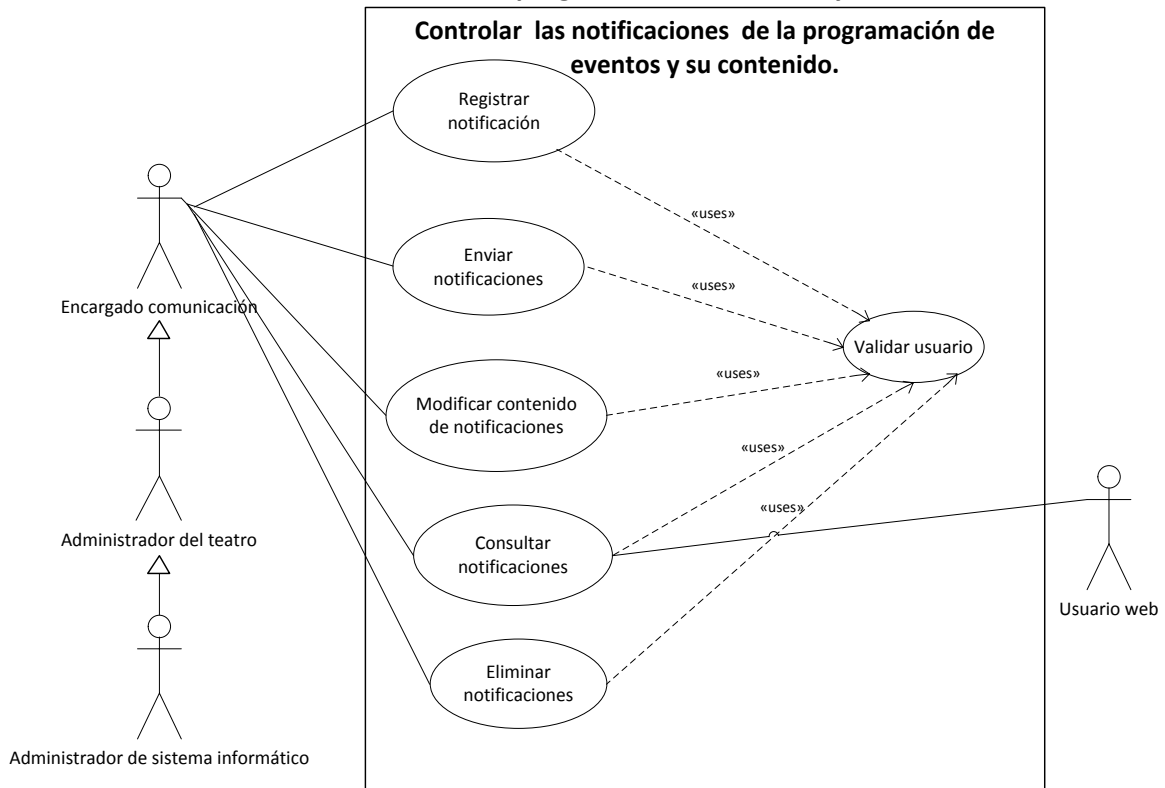 Controlar las notificaciones de la programación de
eventos y su contenido.
Registrar
notificación
«uses»
Enviar
notificaciones
«uses»
Encargado comunicación
Validar usuario
«uses»
Modificar contenido
de notificaciones
«uses»
«uses»
Administrador del teatro
Consultar
notificaciones
Usuario web
Eliminar
notificaciones
Administrador de sistema informático